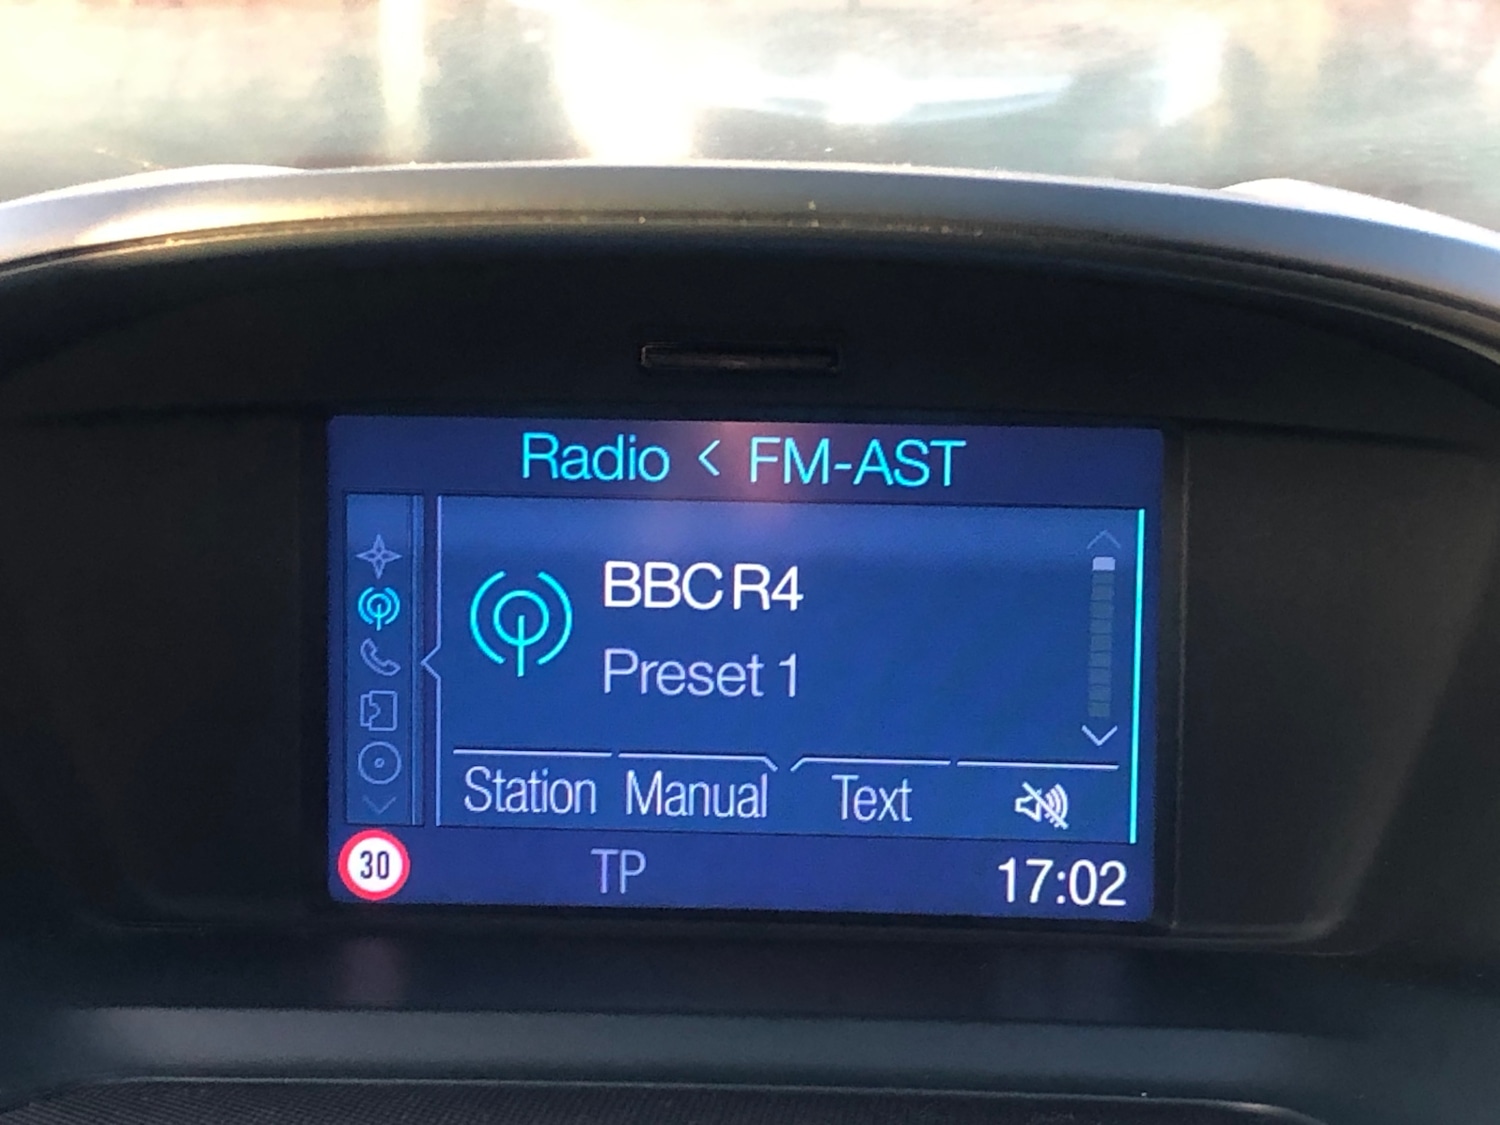 Radio < FM-AST
BBC R4
Preset 1
Station Manual Text
30 TP 17:02